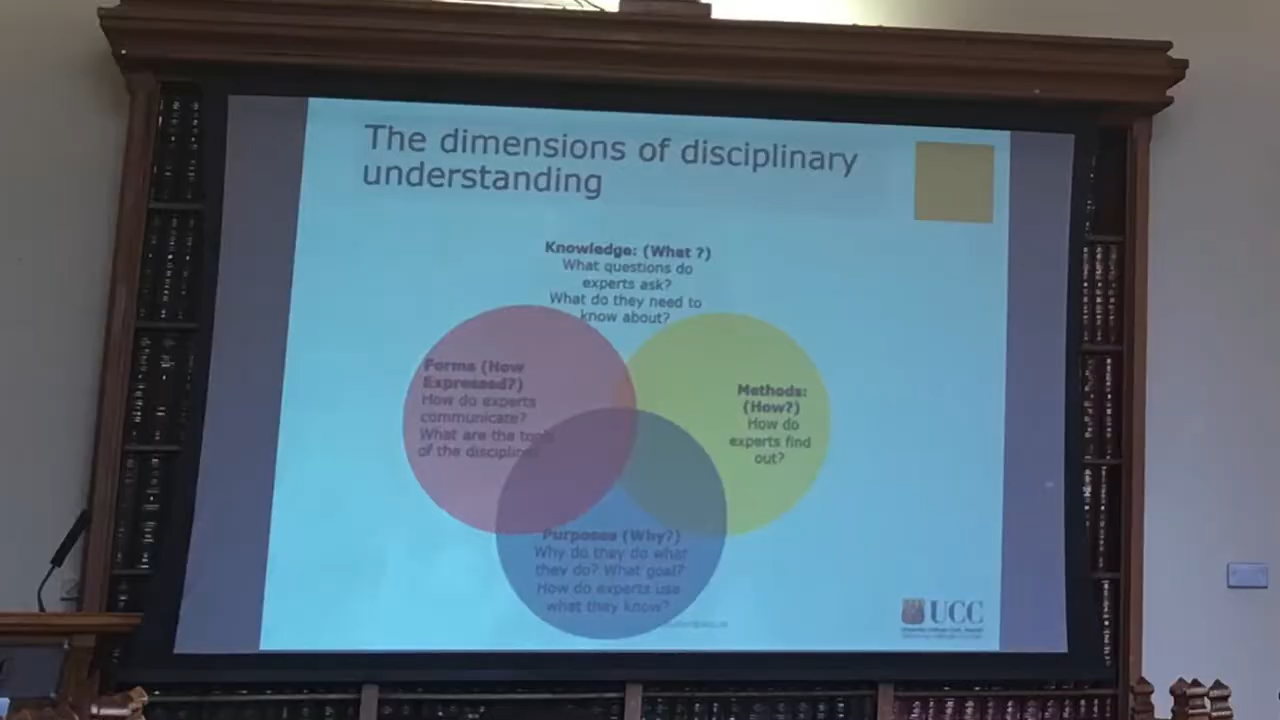 The dimensions of disciplinary
understanding
Knowledge: (What ?)
What questions do
experts ask?
What do they need to
know about?
Forms (How
Expressed?)
How do experts
communicate?
What are the tools
of the discipline?
Methods:
(How?)
How do
experts find
out?
Purposes (Why?)
Why do they do what
they do? What goal?
How do experts use
what they know?
UCC